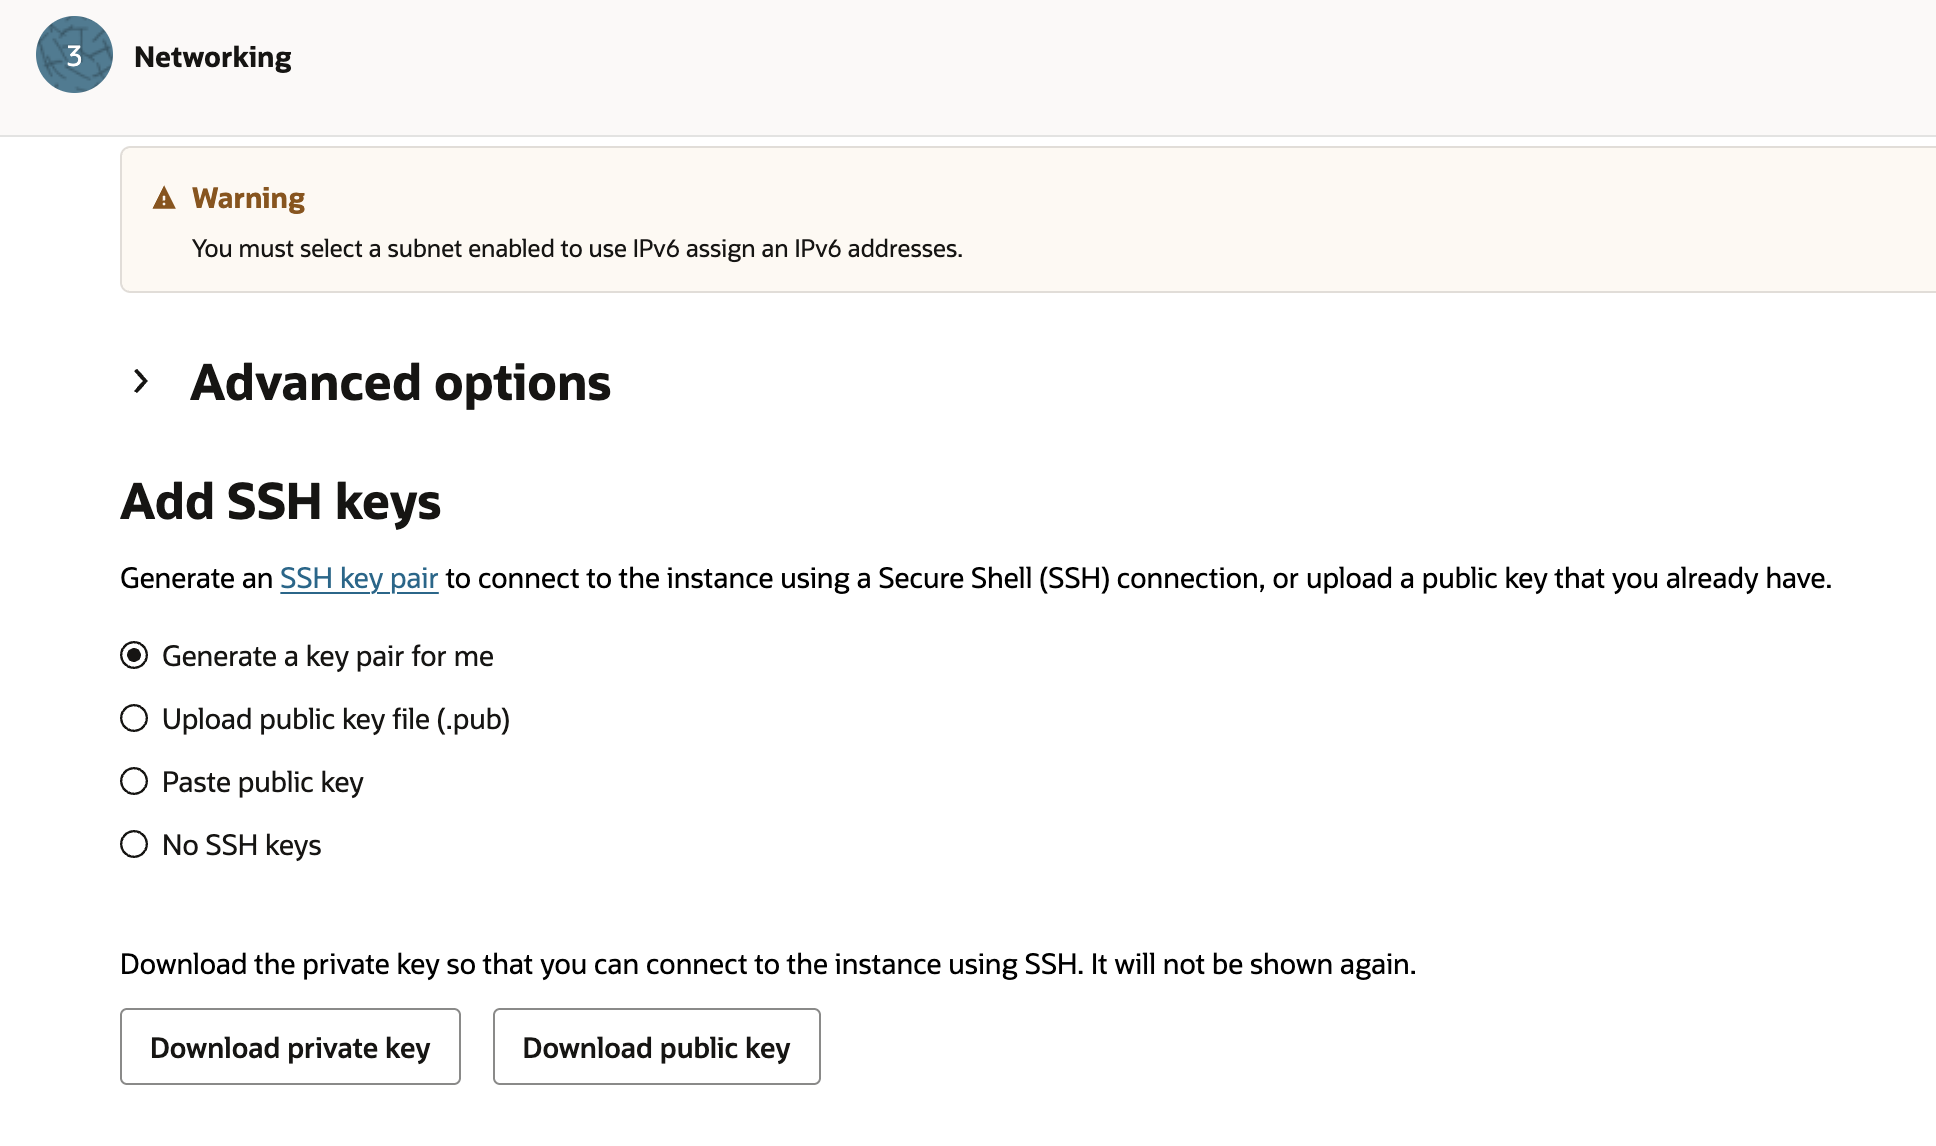 3 Networking
Warning
You must select a subnet enabled to use IPv6 assign an IPv6 addresses.
Advanced options
Add SSH keys
Generate an SSH key pair to connect to the instance using a Secure Shell (SSH) connection, or upload a public key that you already have.
Generate a key pair for me
Upload public key file (.pub)
Paste public key
No SSH keys
Download the private key so that you can connect to the instance using SSH. It will not be shown again.
Download private key Download public key